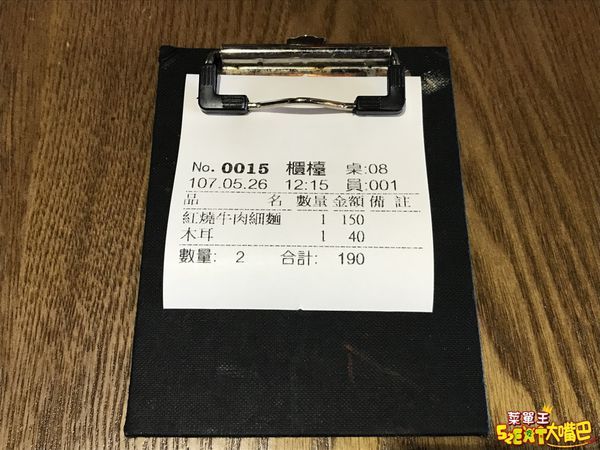 No. 0015 櫃檯 桌:08
107.05.26 12:15 員:001
品 名 數量 金額 備 註
紅燒牛肉細麵 1 150
木耳 1 40
數量: 2 合計: 190
菜單王
大嘴巴